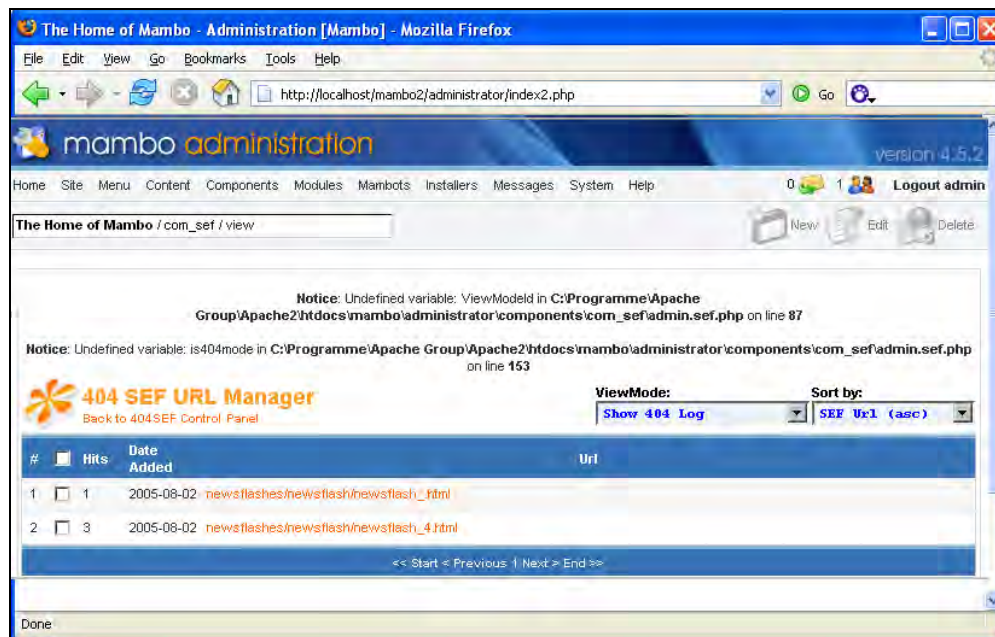 The Home of Mambo - Administration [Mambo] - Mozilla Firefox
File Edit View Go Bookmarks Tools Help
http://localhost/mambo2/administrator/index2.php Go
mambo administration
version 4.5.2
Home Site Menu Content Components Modules Mambots Installers Messages System Help 0 1 Logout admin
The Home of Mambo / com_sef / view New Edit Delete
Notice: Undefined variable: ViewModeId in C:\Programme\Apache
Group\Apache2\htdocs\mambo\administrator\components\com_sef\admin.sef.php on line 87
Notice: Undefined variable: is404mode in C:\Programme\Apache Group\Apache2\htdocs\mambo\administrator\components\com_sef\admin.sef.php
on line 153
404 SEF URL Manager
Back to 404SEF Control Panel
ViewMode: Sort by:
Show 404 Log SEF Url (asc)
# Hits Date Added Url
1 1 2005-08-02 newsflashes/newsflash/newsflash_.html
2 3 2005-08-02 newsflashes/newsflash/newsflash_4.html
<< Start < Previous 1 Next > End >>
Done